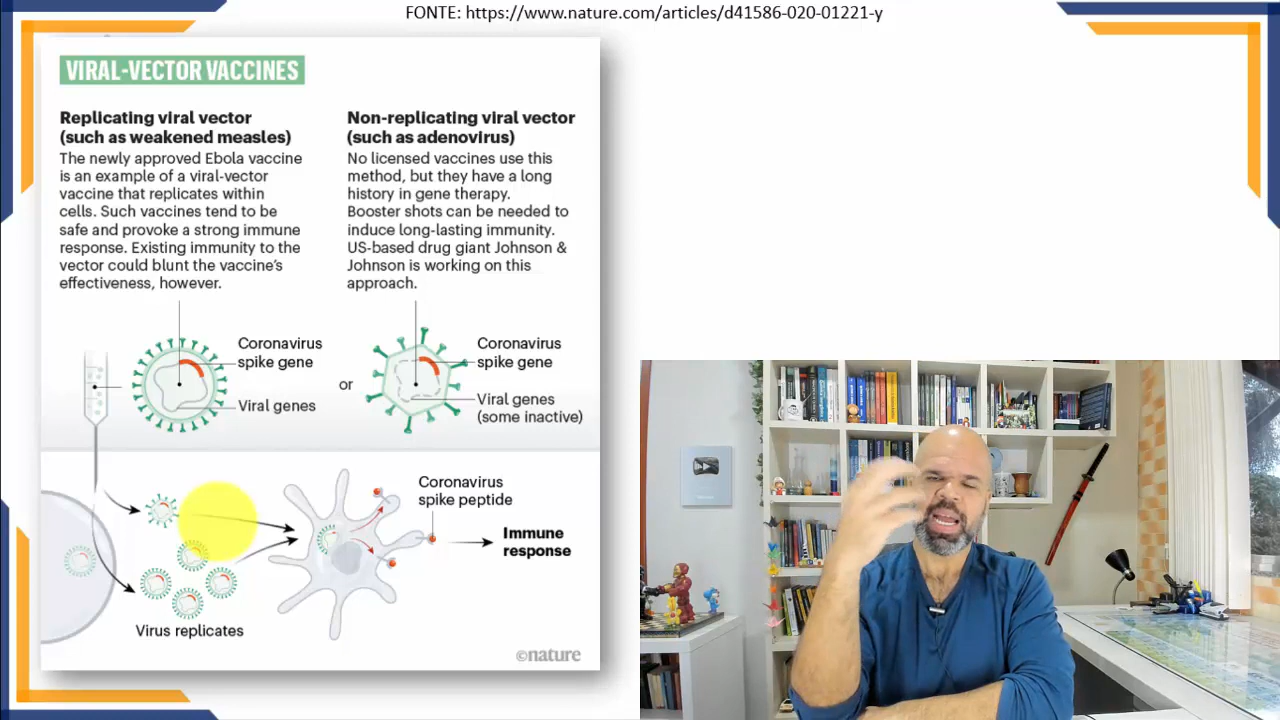 FONTE: https://www.nature.com/articles/d41586-020-01221-y
VIRAL-VECTOR VACCINES
Replicating viral vector
(such as weakened measles)
The newly approved Ebola vaccine
is an example of a viral-vector
vaccine that replicates within
cells. Such vaccines tend to be
safe and provoke a strong immune
response. Existing immunity to the
vector could blunt the vaccine’s
effectiveness, however.
Non-replicating viral vector
(such as adenovirus)
No licensed vaccines use this
method, but they have a long
history in gene therapy.
Booster shots can be needed to
induce long-lasting immunity.
US-based drug giant Johnson &
Johnson is working on this
approach.
Coronavirus
spike gene
Viral genes
or
Coronavirus
spike gene
Viral genes
(some inactive)
Coronavirus
spike peptide
Immune
response
Virus replicates
©nature